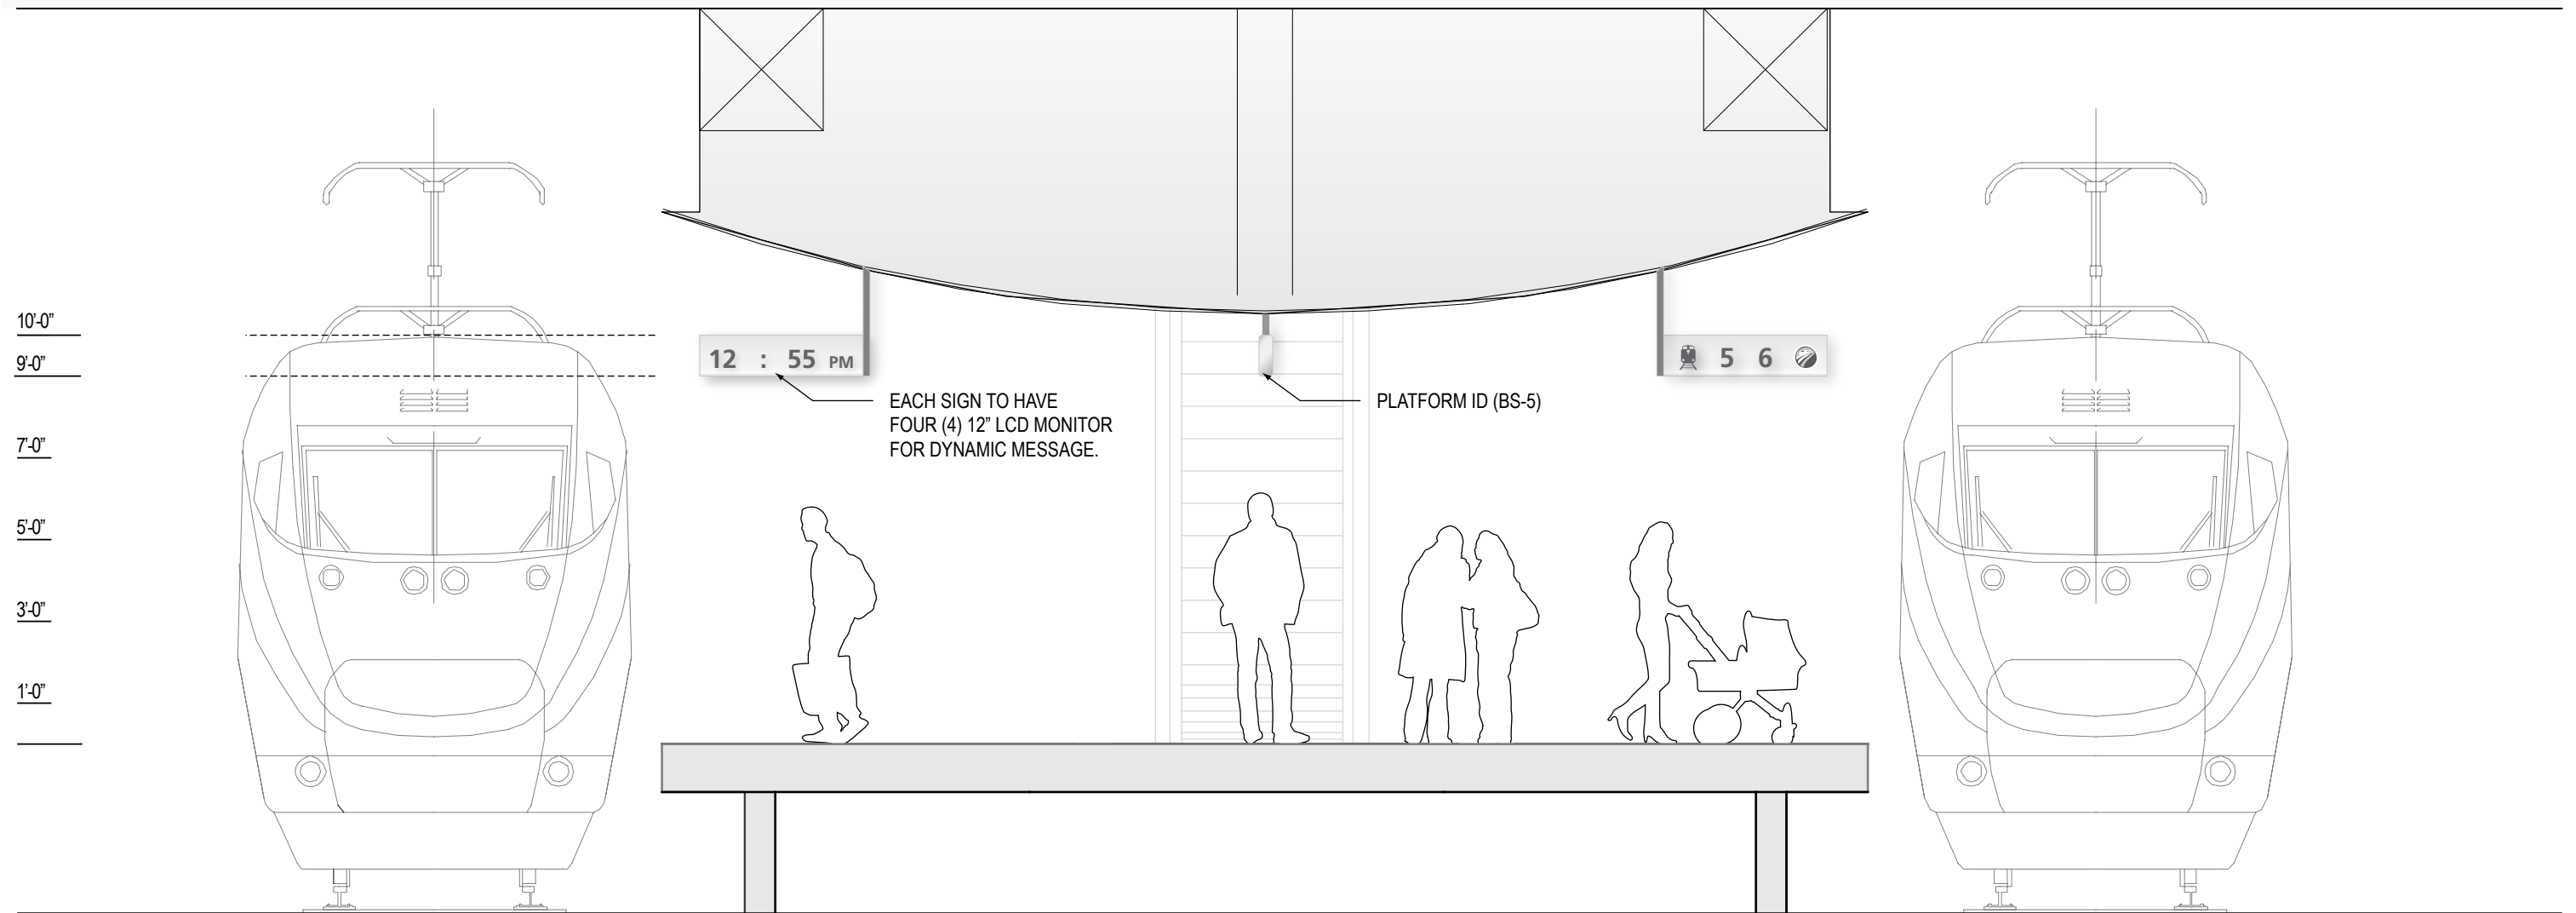 10'-0"
9'-0"
7'-0"
5'-0"
3'-0"
1'-0"
12 : 55 PM
EACH SIGN TO HAVE
FOUR (4) 12" LCD MONITOR
FOR DYNAMIC MESSAGE.
PLATFORM ID (BS-5)
5 6